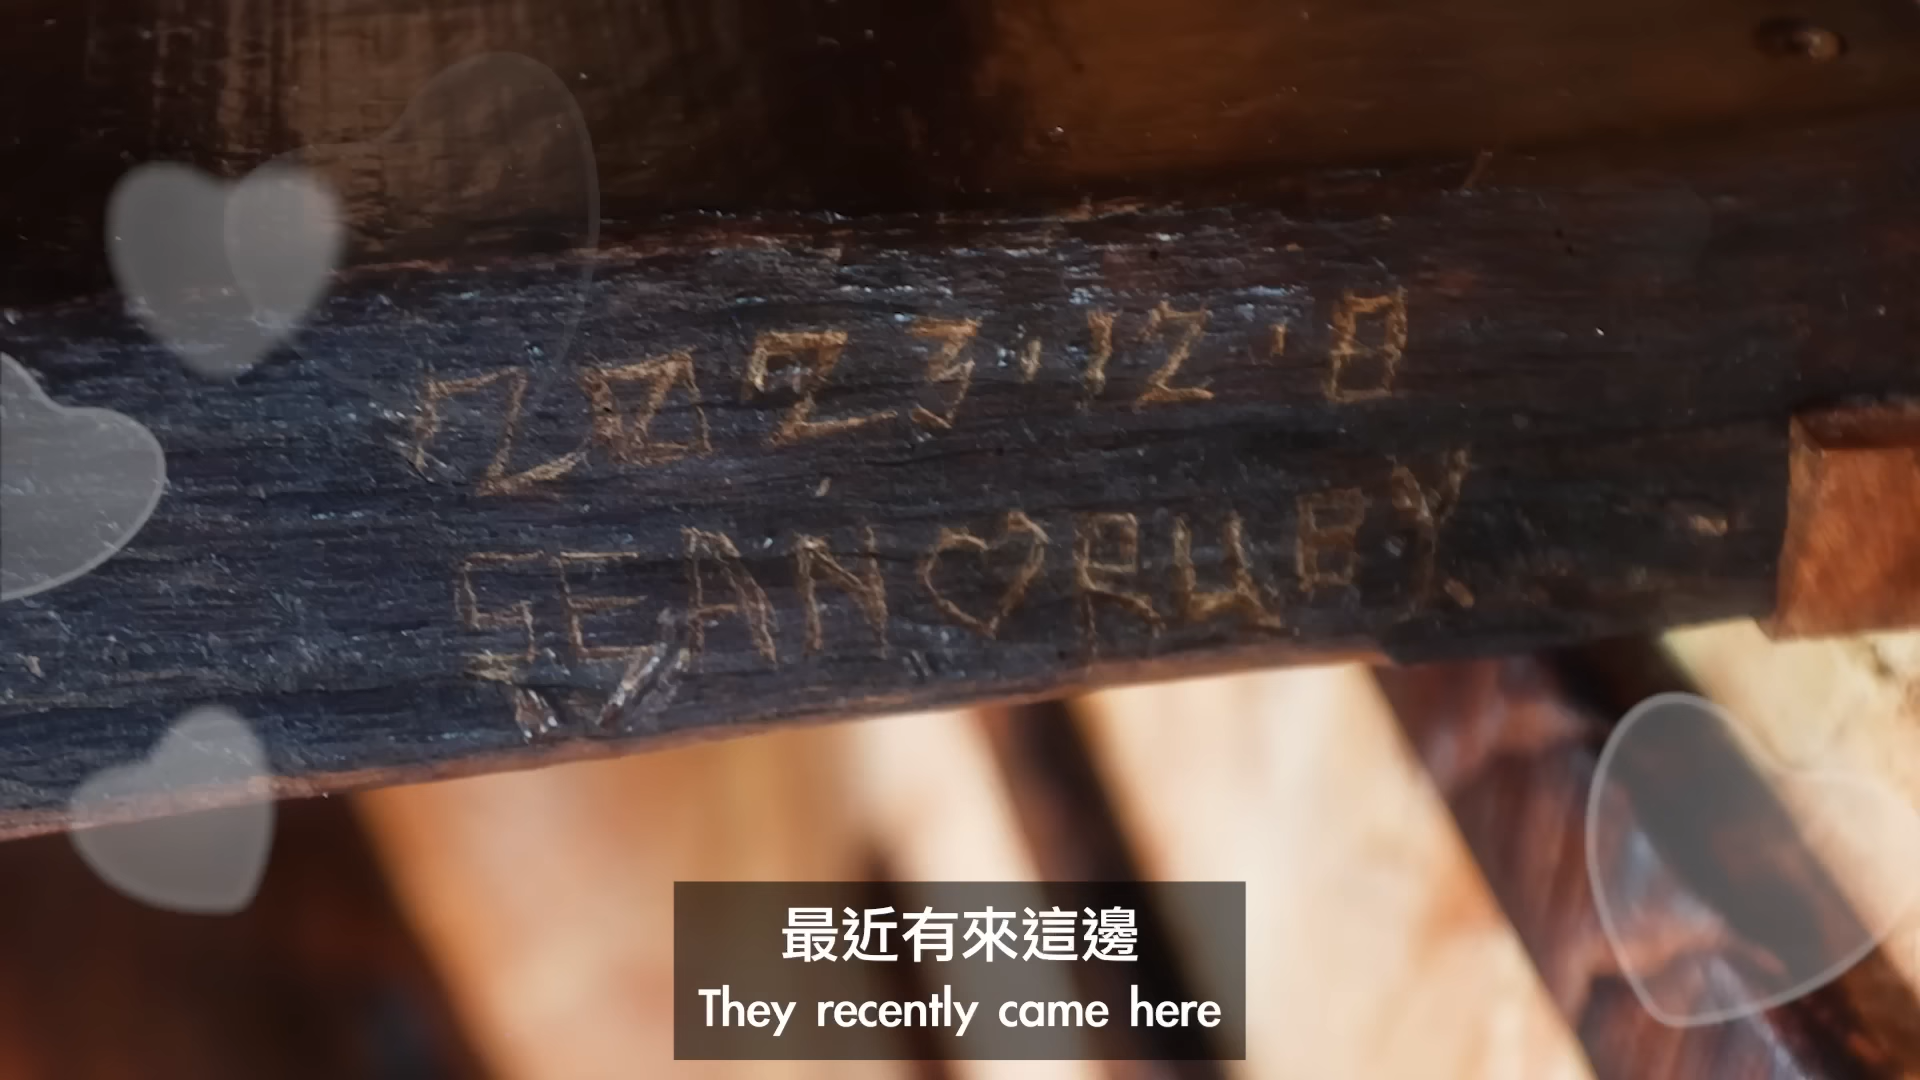 2023.12.8
SEAN♡RUBY
最近有來這邊
They recently came here